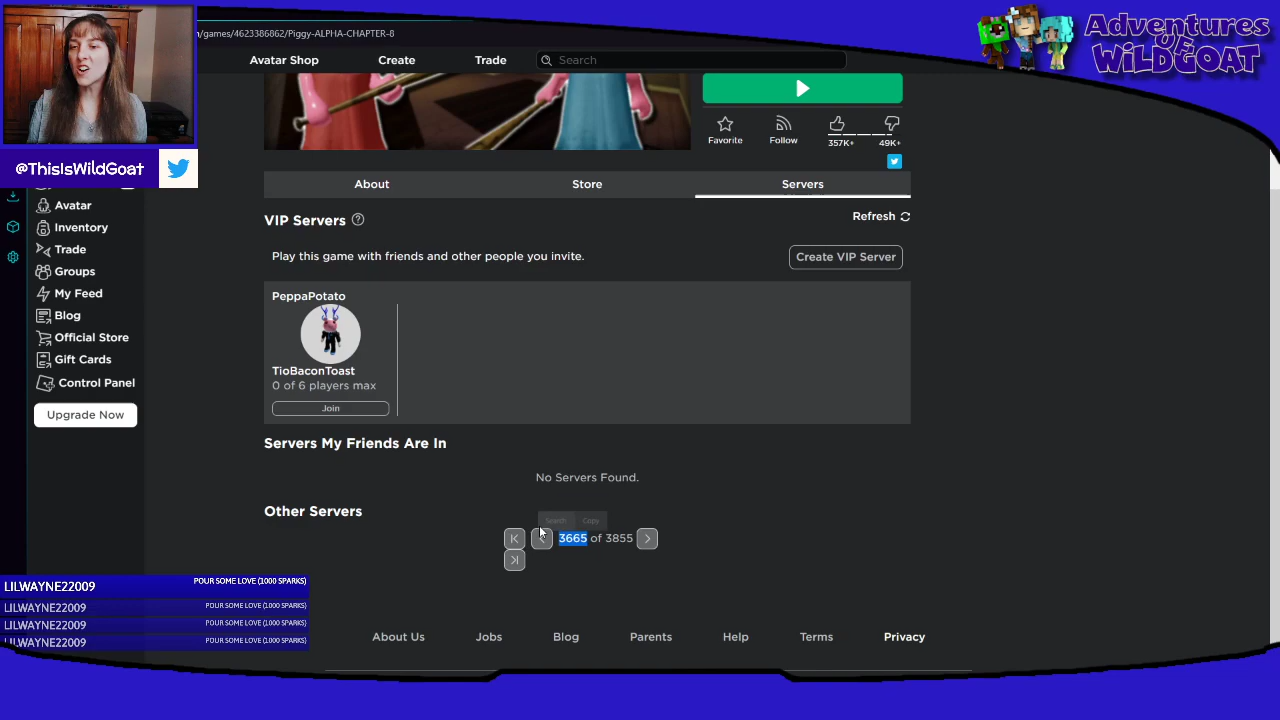 n/games/4623386862/Piggy-ALPHA-CHAPTER-8
Adventures
OF
WILDGOAT
Avatar Shop
Create
Trade
Search
@ThisIsWildGoat
Favorite
Follow
357K+
49K+
About
Store
Servers
Avatar
Inventory
Trade
Groups
My Feed
Blog
Official Store
Gift Cards
Control Panel
Upgrade Now
VIP Servers
Refresh
Play this game with friends and other people you invite.
Create VIP Server
PeppaPotato
TioBaconToast
0 of 6 players max
Join
Servers My Friends Are In
No Servers Found.
Other Servers
Search Copy
3665 of 3855
LILWAYNE22009 POUR SOME LOVE (1000 SPARKS)
LILWAYNE22009 POUR SOME LOVE (1000 SPARKS)
LILWAYNE22009 POUR SOME LOVE (1000 SPARKS)
LILWAYNE22009 POUR SOME LOVE (1000 SPARKS)
About Us
Jobs
Blog
Parents
Help
Terms
Privacy